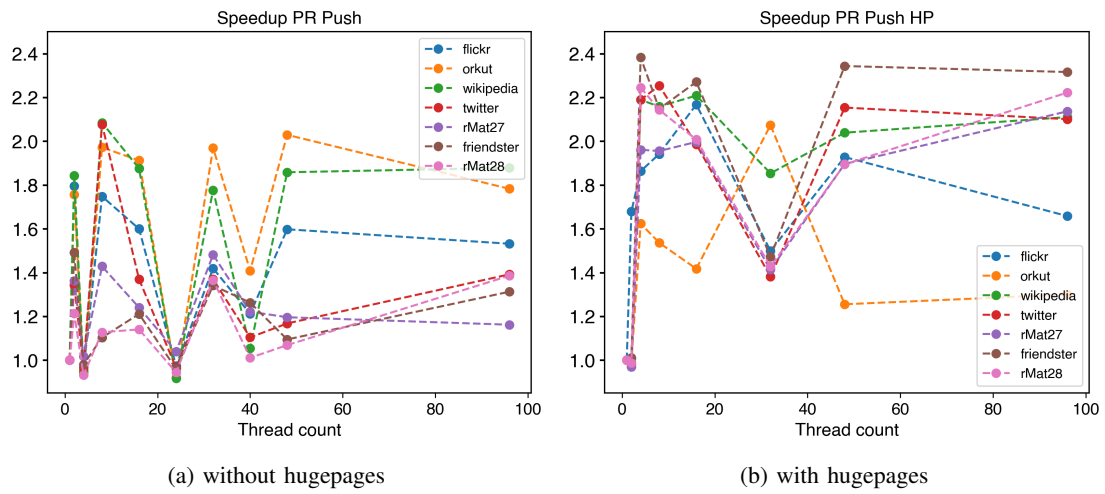 Speedup PR Push
2.4
2.2
2.0
1.8
1.6
1.4
1.2
1.0
flickr
orkut
wikipedia
twitter
rMat27
friendster
rMat28
0
20
40
60
80
100
Thread count
(a) without hugepages
Speedup PR Push HP
2.4
2.2
2.0
1.8
1.6
1.4
1.2
1.0
flickr
orkut
wikipedia
twitter
rMat27
friendster
rMat28
0
20
40
60
80
100
Thread count
(b) with hugepages